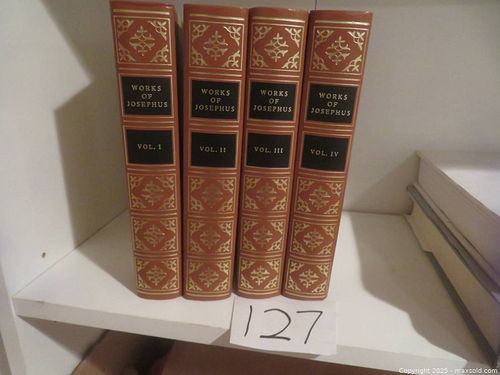 WORKS
OF
JOSEPHUS
VOL. I
WORKS
OF
JOSEPHUS
VOL. II
WORKS
OF
JOSEPHUS
VOL. III
WORKS
OF
JOSEPHUS
VOL. IV
127
Copyright 2025 - maxsold.com